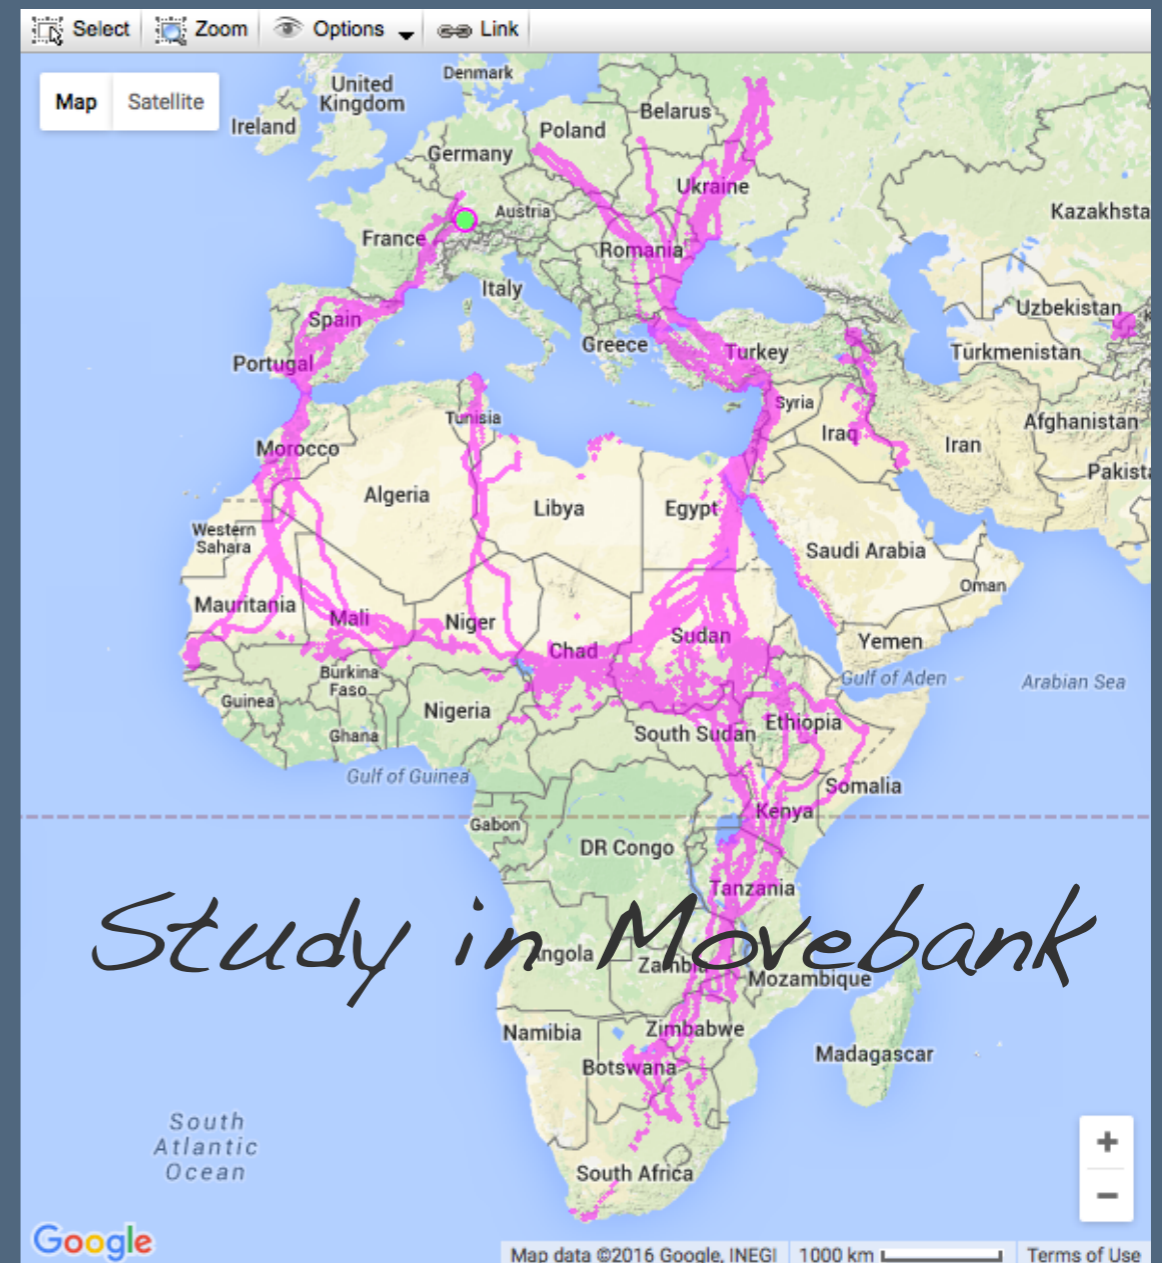 Select Zoom Options Link
Map Satellite
United
Kingdom
Denmark
Ireland
Belarus
Poland
Germany
Ukraine
Austria
Kazakhsta
France
Romania
Italy
Uzbekistan
K
Spain
Greece
Turkey
Turkmenistan
Portugal
Syria
Tunisia
Afghanistan
Iraq
Iran
Morocco
Pakista
Algeria
Libya
Egypt
Western
Sahara
Saudi Arabia
Oman
Mauritania
Mali
Niger
Sudan
Yemen
Chad
Gulf of Aden
Arabian Sea
Burkina
Faso
Guinea
Nigeria
Ethiopia
Ghana
South Sudan
Gulf of Guinea
Somalia
Kenya
Gabon
DR Congo
Tanzania
Study in Movebank
Angola
Zambia
Mozambique
Namibia
Zimbabwe
Madagascar
Botswana
South
Atlantic
Ocean
South Africa
+
−
Google
Map data ©2016 Google, INEGI 1000 km Terms of Use